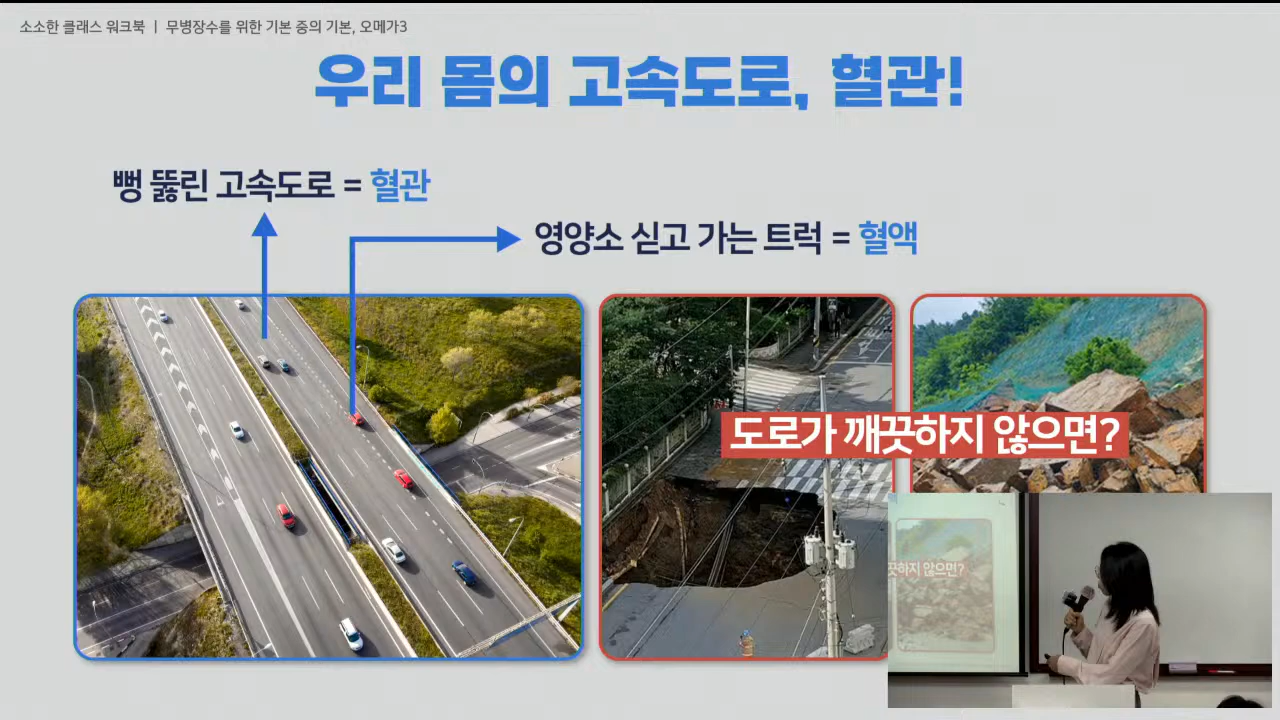 소소한 클래스 워크북 ㅣ 무병장수를 위한 기본 중의 기본, 오메가3
우리 몸의 고속도로, 혈관!
뻥 뚫린 고속도로 = 혈관
영양소 싣고 가는 트럭 = 혈액
도로가 깨끗하지 않으면?
끗하지 않으면?